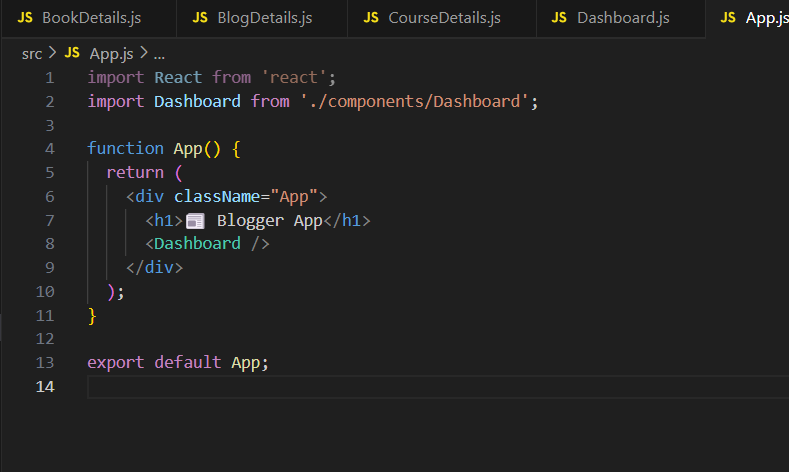 JS BookDetails.js JS BlogDetails.js JS CourseDetails.js JS Dashboard.js JS App.js
src > JS App.js > ...
1 import React from 'react';
2 import Dashboard from './components/Dashboard';
3
4 function App() {
5   return (
6     <div className="App">
7       <h1>📰 Blogger App</h1>
8       <Dashboard />
9     </div>
10   );
11 }
12
13 export default App;
14